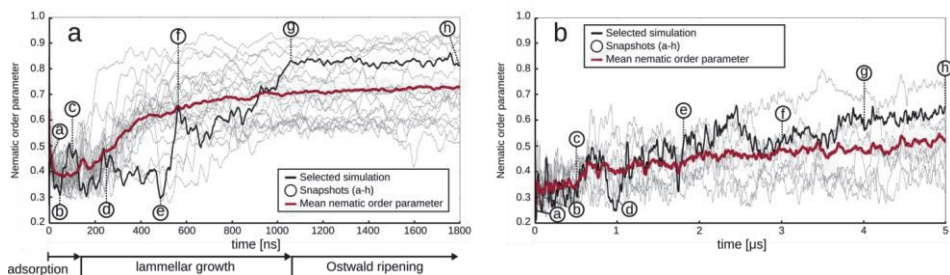 a
Nematic order parameter
1.0
0.9
0.8
0.7
0.6
0.5
0.4
0.3
0.2
a
b
c
d
e
f
g
h
Selected simulation
Snapshots (a-h)
Mean nematic order parameter
0 200 400 600 800 1000 1200 1400 1600 1800
time [ns]
adsorption lammellar growth Ostwald ripening
b
Nematic order parameter
1.0
0.9
0.8
0.7
0.6
0.5
0.4
0.3
0.2
Selected simulation
Snapshots (a-h)
Mean nematic order parameter
a
b
c
d
e
f
g
h
0 1 2 3 4 5
time [μs]